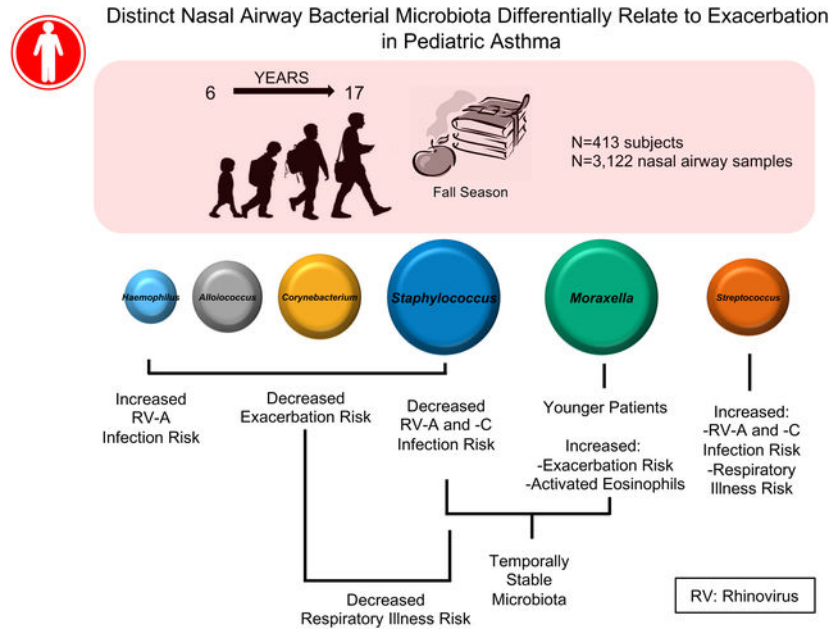 Distinct Nasal Airway Bacterial Microbiota Differentially Relate to Exacerbation
in Pediatric Asthma
YEARS
6
17
Fall Season
N=413 subjects
N=3,122 nasal airway samples
Haemophilus
Alloiococcus
Corynebacterium
Staphylococcus
Moraxella
Streptococcus
Increased
RV-A
Infection Risk
Decreased
Exacerbation Risk
Decreased
RV-A and -C
Infection Risk
Younger Patients
Increased:
-Exacerbation Risk
-Activated Eosinophils
Increased:
-RV-A and -C
Infection Risk
-Respiratory
Illness Risk
Temporally
Stable
Microbiota
Decreased
Respiratory Illness Risk
RV: Rhinovirus